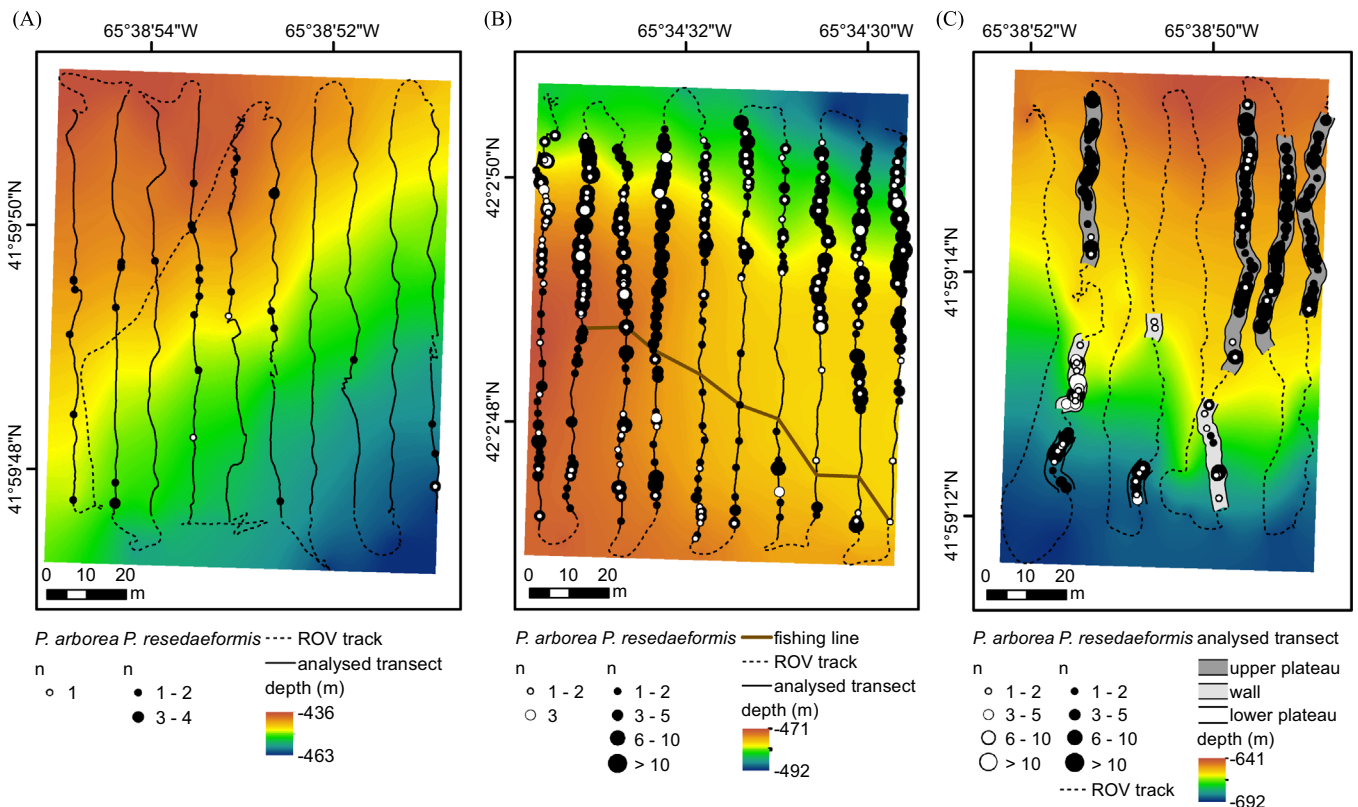 (A)
65°38'54"W 65°38'52"W
41°59'50"N
41°59'48"N
0 10 20
m
P. arborea P. resedaeformis ROV track
n n analysed transect
1 1 - 2 depth (m)
3 - 4 -436
-463
(B)
65°34'32"W 65°34'30"W
42°2'50"N
42°2'48"N
0 10 20
m
P. arborea P. resedaeformis fishing line
n n ROV track
1 - 2 1 - 2 analysed transect
3 3 - 5 depth (m)
6 - 10 -471
> 10 -492
(C)
65°38'52"W 65°38'50"W
41°59'14"N
41°59'12"N
0 10 20
m
P. arborea P. resedaeformis analysed transect
n n upper plateau
1 - 2 1 - 2 wall
3 - 5 3 - 5 lower plateau
6 - 10 6 - 10 depth (m)
> 10 > 10 -641
ROV track -692